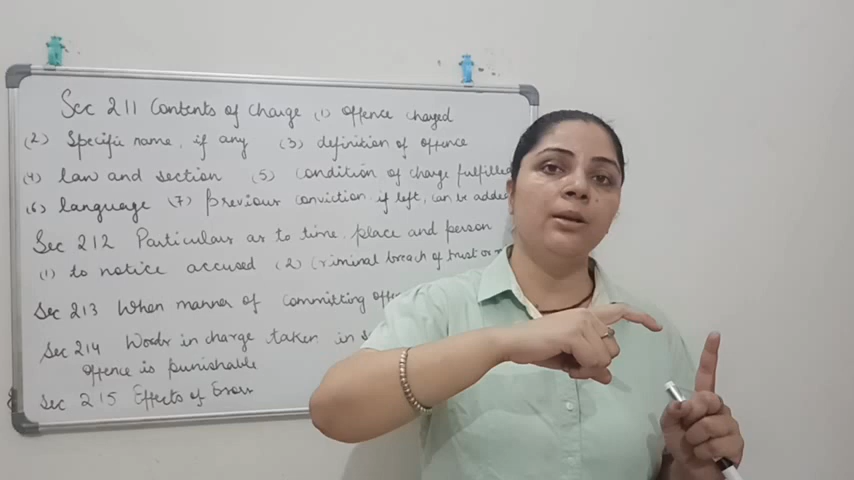 Sec 211 Contents of charge (1) offence charged
(2) Specific name, if any (3) definition of offence
(4) law and section (5) condition of charge fulfilled
(6) language (7) Previous conviction if left, can be added
Sec 212 Particulars as to time, place and person
(1) to notice accused (2) Criminal breach of trust or
Sec 213 When manner of committing
Sec 214 Words in charge taken in
offence is punishable
Sec 215 Effects of Errors